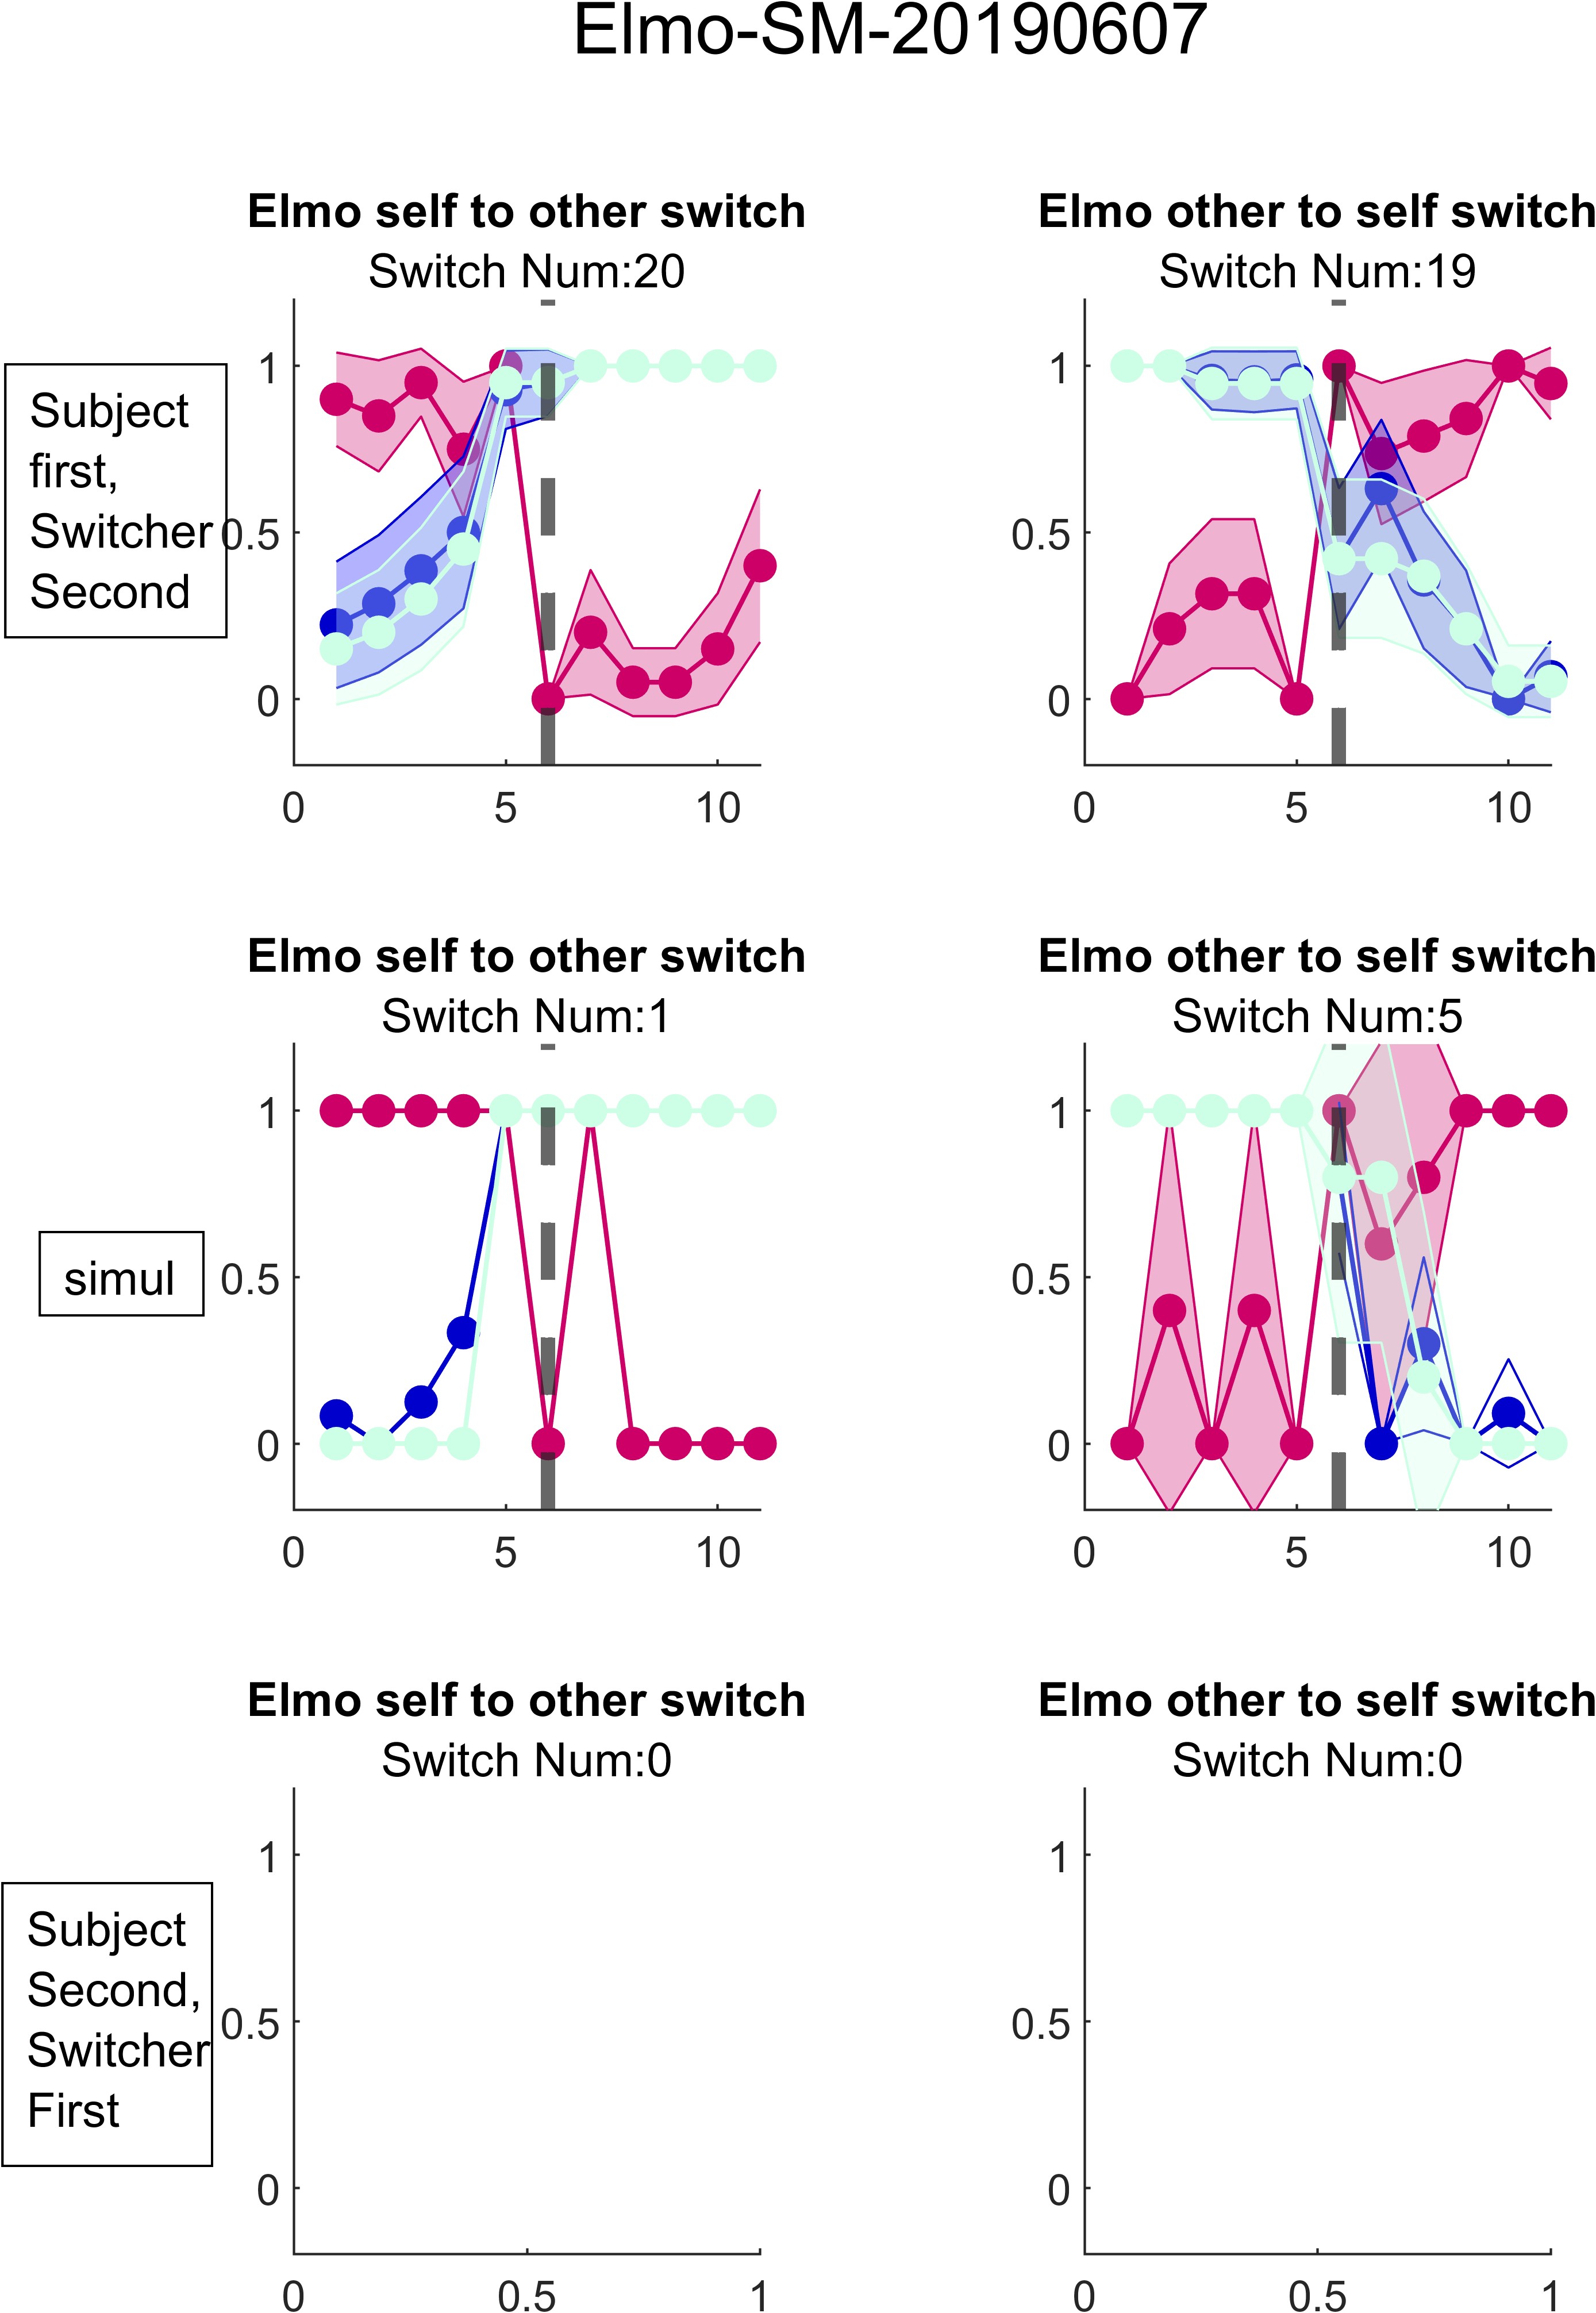 Elmo-SM-20190607
Elmo self to other switch
Switch Num:20
Elmo other to self switch
Switch Num:19
Subject
first,
Switcher
Second
1
0.5
0
0 5 10
1
0.5
0
0 5 10
Elmo self to other switch
Switch Num:1
Elmo other to self switch
Switch Num:5
simul
1
0.5
0
0 5 10
1
0.5
0
0 5 10
Elmo self to other switch
Switch Num:0
Elmo other to self switch
Switch Num:0
Subject
Second,
Switcher
First
1
0.5
0
0 0.5 1
1
0.5
0
0 0.5 1